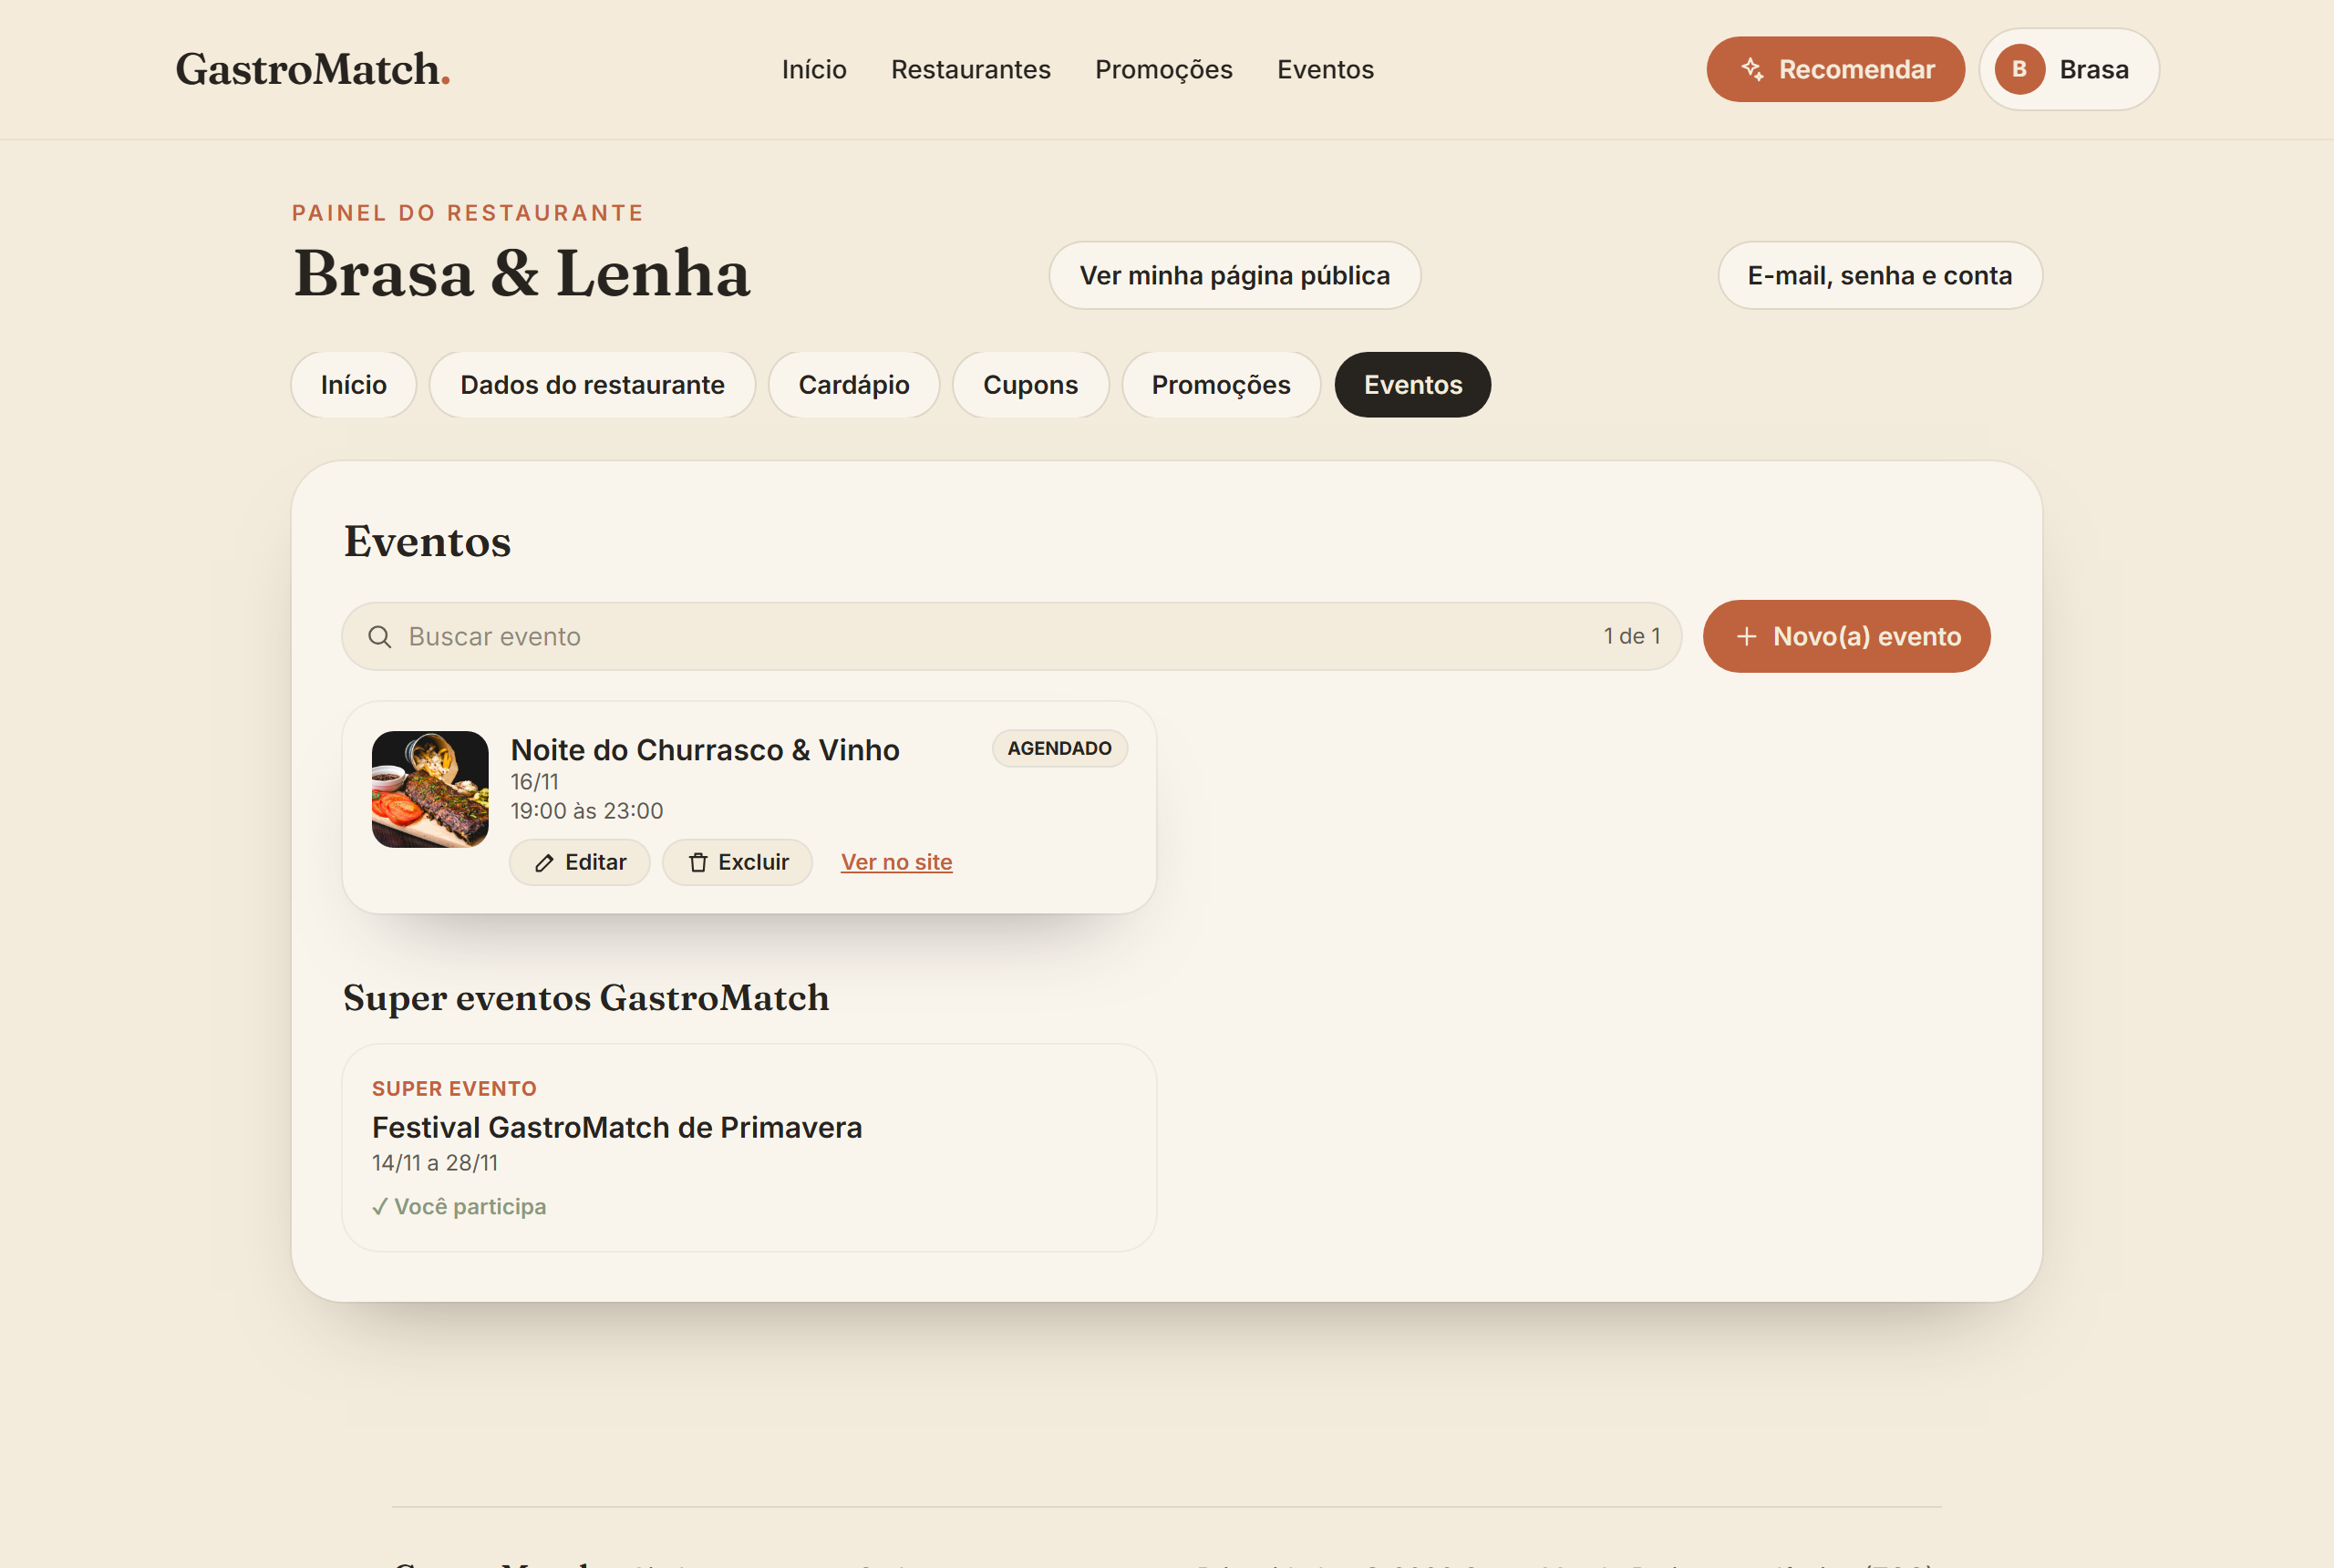 GastroMatch.
Início Restaurantes Promoções Eventos
Recomendar
B Brasa
PAINEL DO RESTAURANTE
Brasa & Lenha
Ver minha página pública
E-mail, senha e conta
Início Dados do restaurante Cardápio Cupons Promoções Eventos
Eventos
Buscar evento 1 de 1
+ Novo(a) evento
Noite do Churrasco & Vinho
AGENDADO
16/11
19:00 às 23:00
Editar Excluir Ver no site
Super eventos GastroMatch
SUPER EVENTO
Festival GastroMatch de Primavera
14/11 a 28/11
✓ Você participa